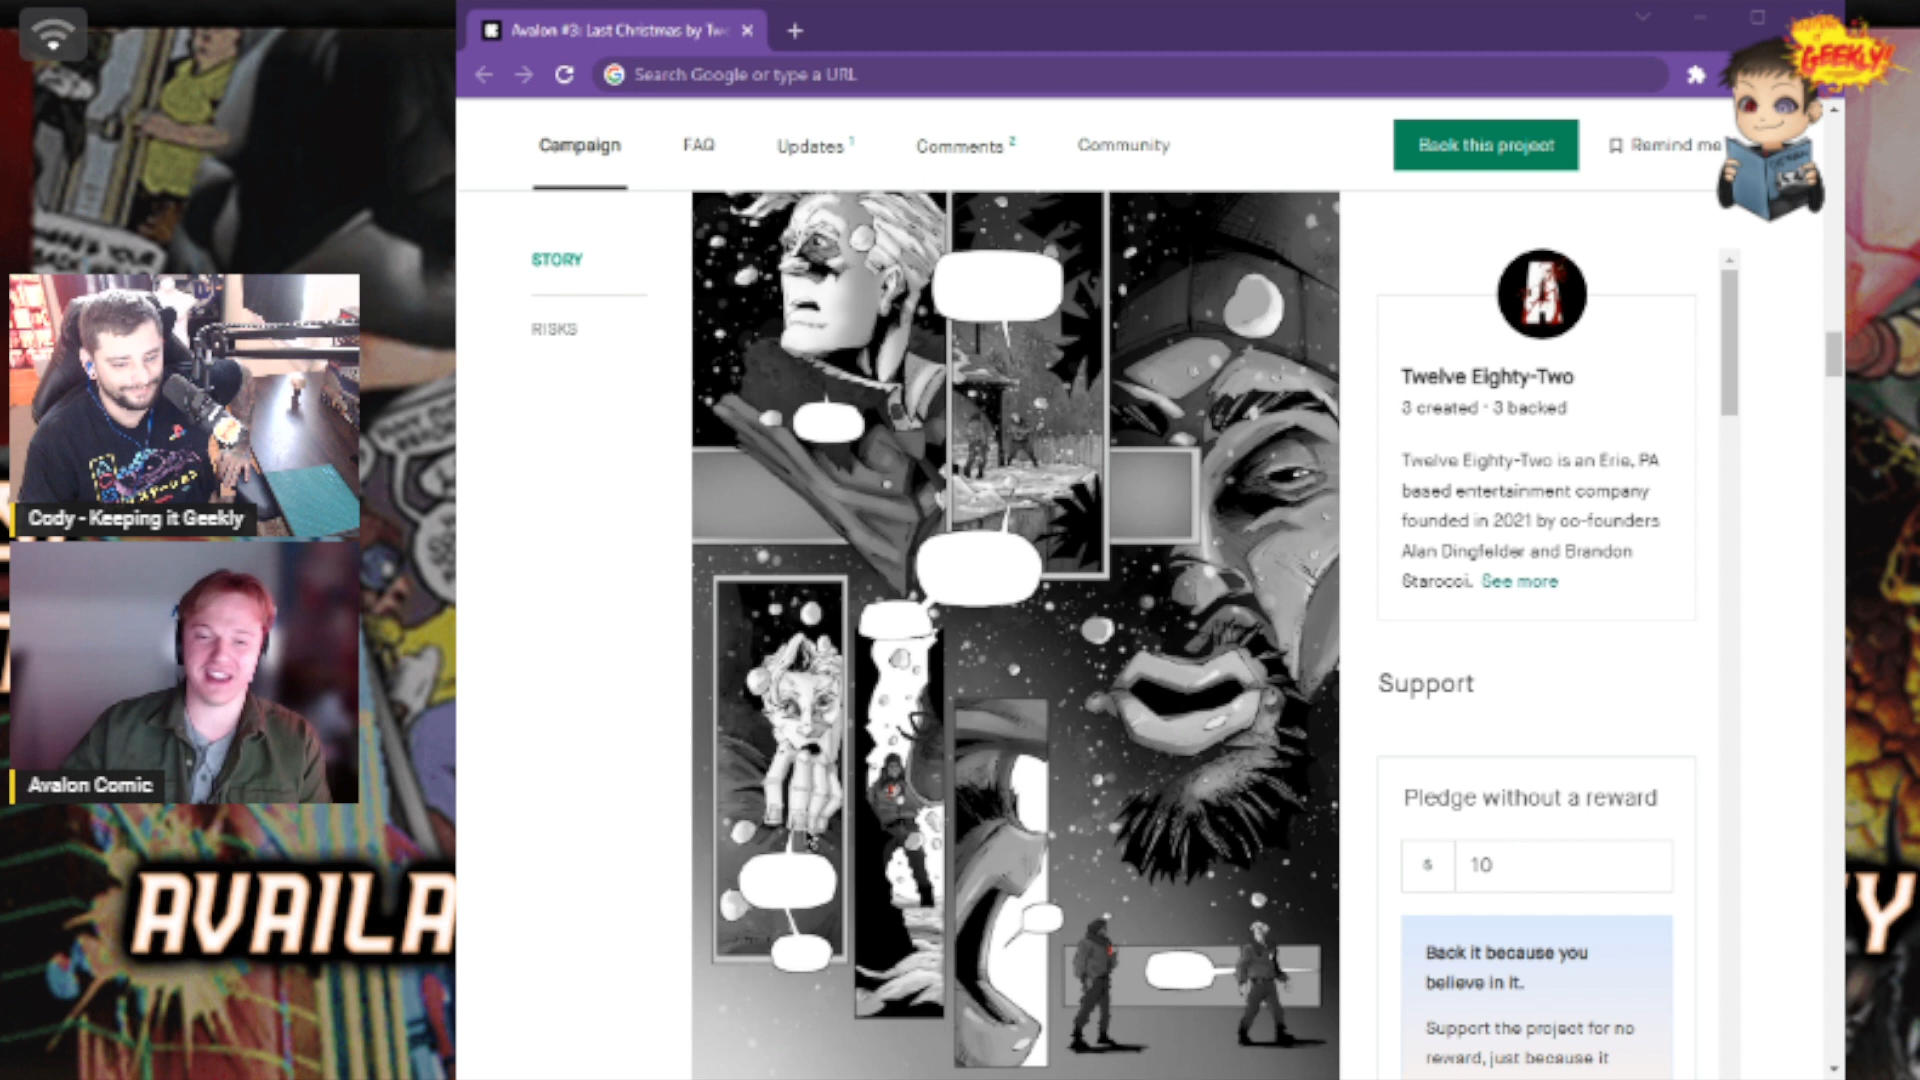 Avalon #3: Last Christmas by Tw
Search Google or type a URL
GEEKLY!
Campaign
FAQ
Updates 1
Comments 2
Community
Back this project
Remind me
STORY
RISKS
Cody - Keeping it Geekly
Avalon Comic
AVAILA
Y
A
Twelve Eighty-Two
3 created · 3 backed
Twelve Eighty-Two is an Erie, PA
based entertainment company
founded in 2021 by co-founders
Alan Dingfelder and Brandon
Starocci. See more
Support
Pledge without a reward
$ 10
Back it because you
believe in it.
Support the project for no
reward, just because it